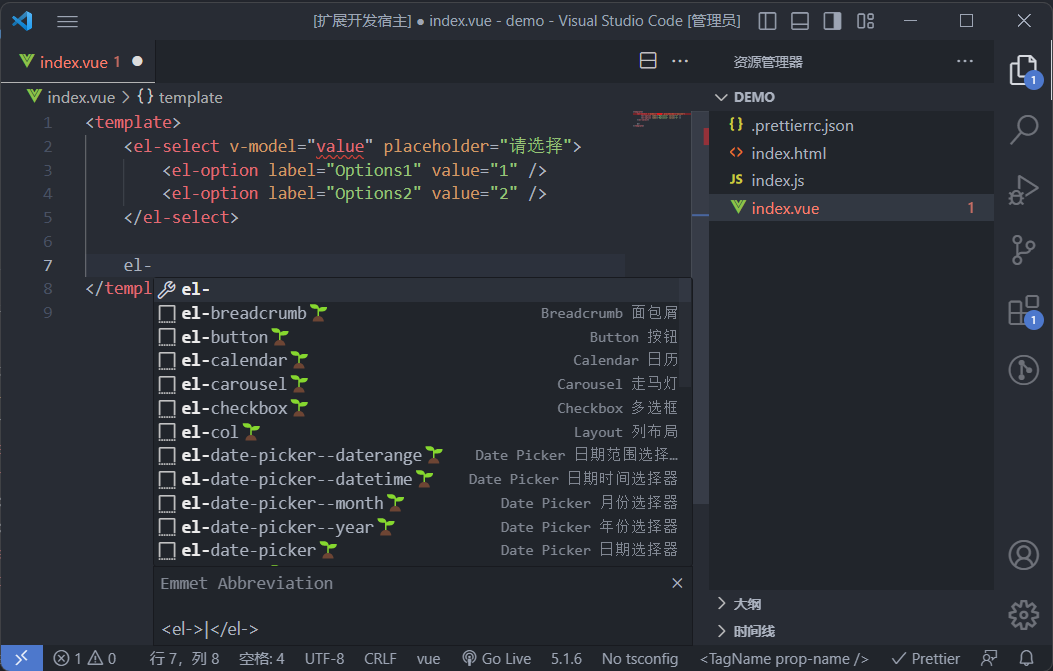 [扩展开发宿主] ● index.vue - demo - Visual Studio Code [管理员]
index.vue 1 ●
资源管理器
1
index.vue > {} template
DEMO
1 <template>
2 <el-select v-model="value" placeholder="请选择">
3 <el-option label="Options1" value="1" />
4 <el-option label="Options2" value="2" />
5 </el-select>
6
7 el-
8 </templ
9
{} .prettierrc.json
<> index.html
JS index.js
index.vue 1
1
el-
el-breadcrumb Breadcrumb 面包屑
el-button Button 按钮
el-calendar Calendar 日历
el-carousel Carousel 走马灯
el-checkbox Checkbox 多选框
el-col Layout 列布局
el-date-picker--daterange Date Picker 日期范围选择…
el-date-picker--datetime Date Picker 日期时间选择器
el-date-picker--month Date Picker 月份选择器
el-date-picker--year Date Picker 年份选择器
el-date-picker Date Picker 日期选择器
Emmet Abbreviation
<el->|</el->
大纲
时间线
1 0 行 7，列 8 空格: 4 UTF-8 CRLF vue Go Live 5.1.6 No tsconfig <TagName prop-name /> Prettier